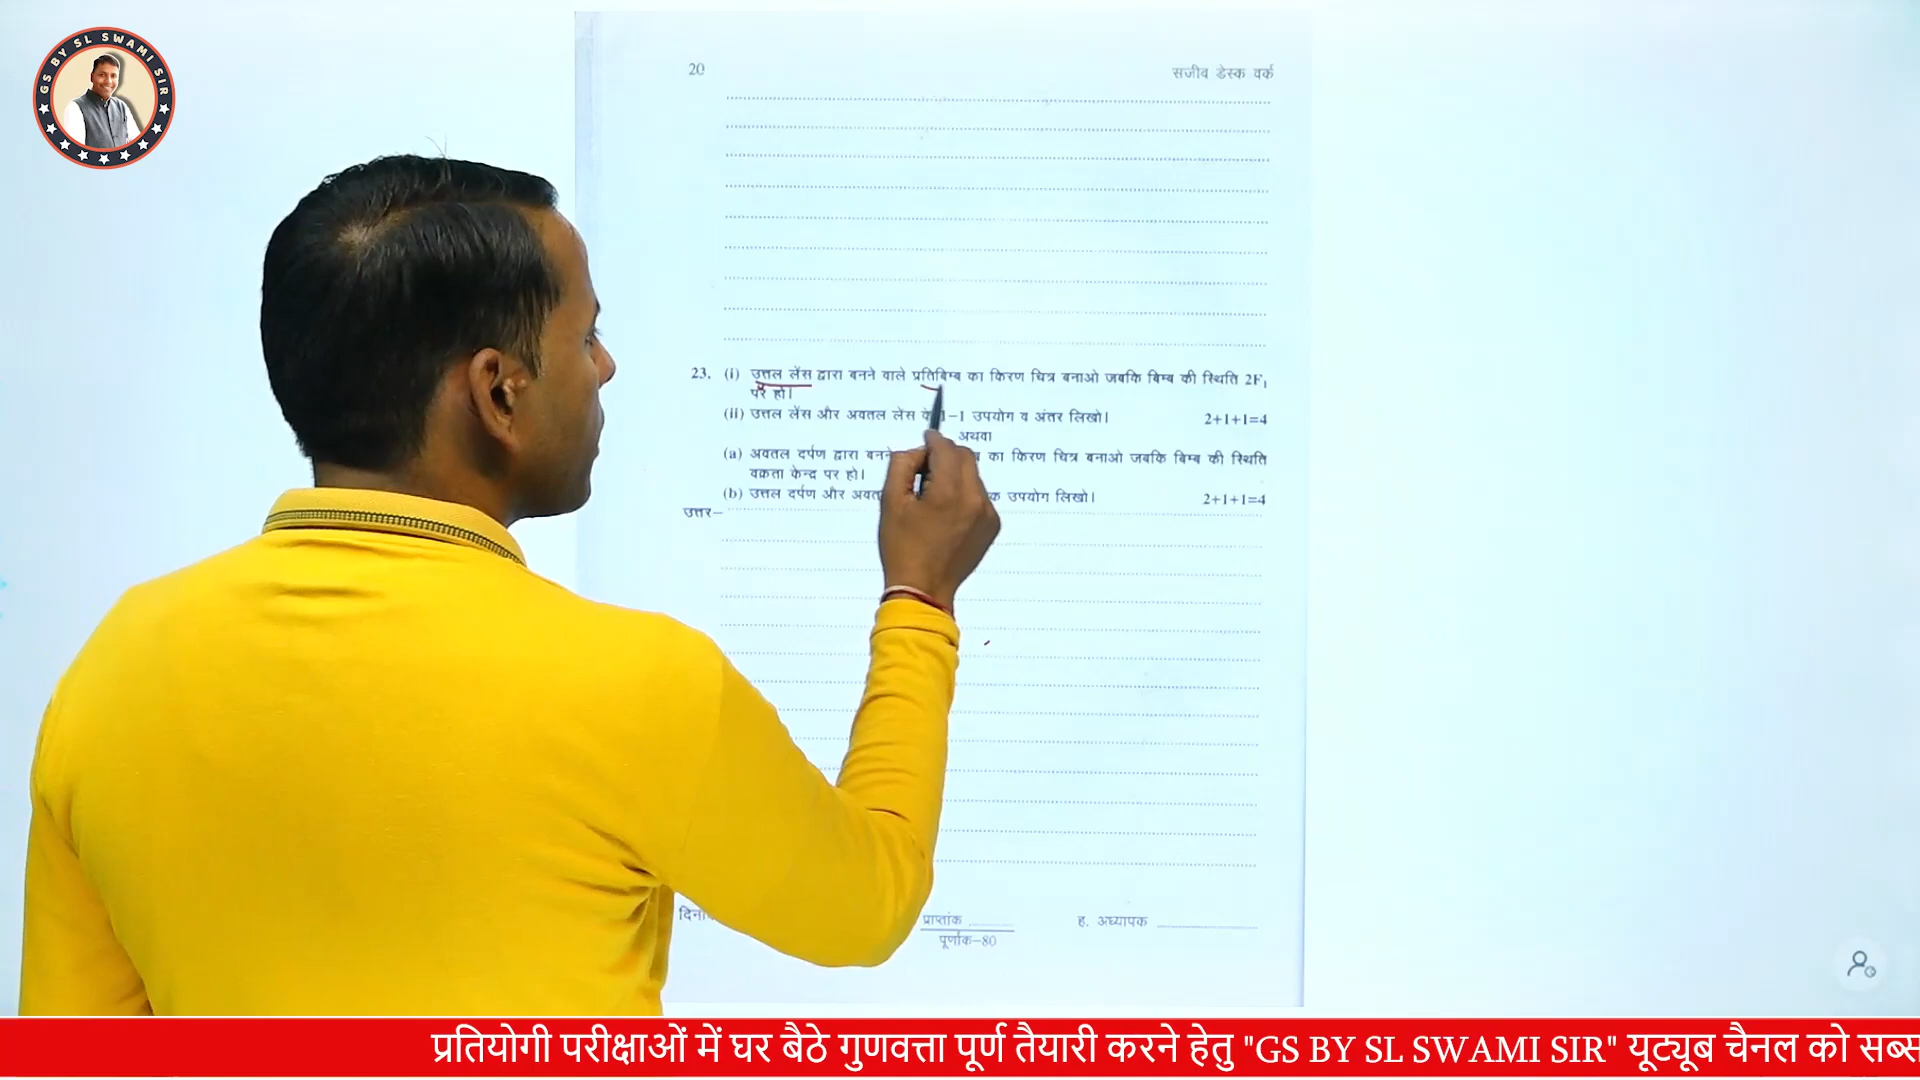 GS BY SL SWAMI SIR
20
सजीव डेस्क वर्क
23. (i) उत्तल लेंस द्वारा बनने वाले प्रतिबिम्ब का किरण चित्र बनाओ जबकि बिम्ब की स्थिति 2F₁
पर हो।
(ii) उत्तल लेंस और अवतल लेंस के 1–1 उपयोग व अंतर लिखो। 2+1+1=4
अथवा
(a) अवतल दर्पण द्वारा बनने का किरण चित्र बनाओ जबकि बिम्ब की स्थिति
वक्रता केन्द्र पर हो।
(b) उत्तल दर्पण और उपयोग लिखो। 2+1+1=4
उत्तर–
प्राप्तांक
ह. अध्यापक
पूर्णांक–80
प्रतियोगी परीक्षाओं में घर बैठे गुणवत्ता पूर्ण तैयारी करने हेतु "GS BY SL SWAMI SIR" यूट्यूब चैनल को